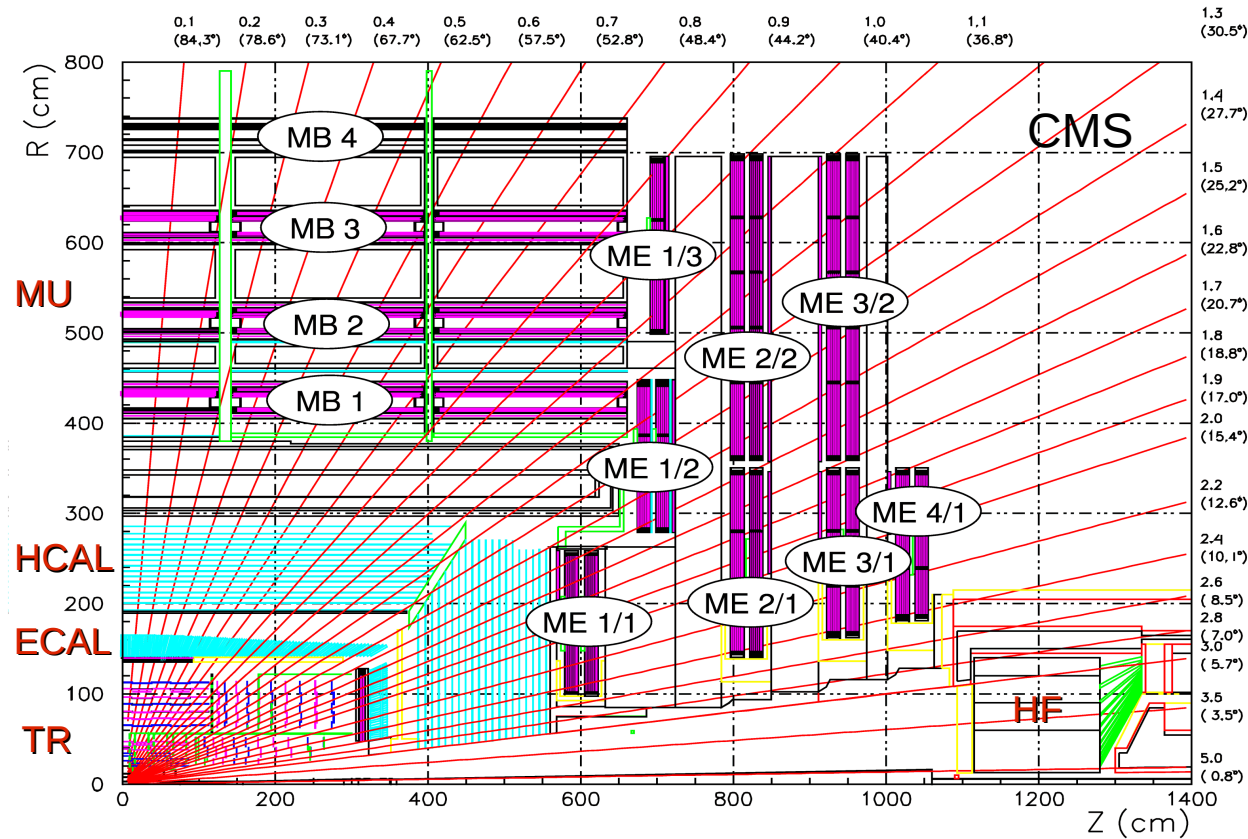 0.1 0.2 0.3 0.4 0.5 0.6 0.7 0.8 0.9 1.0 1.1 1.3
(84,3°) (78.6°) (73.1°) (67.7°) (62.5°) (57.5°) (52.8°) (48.4°) (44.2°) (40.4°) (36.8°) (30.5°)
R (cm)
800
700
600
500
400
300
200
100
0
MU
HCAL
ECAL
TR
MB 4
MB 3
MB 2
MB 1
ME 1/3
ME 1/2
ME 1/1
ME 2/2
ME 2/1
ME 3/2
ME 3/1
ME 4/1
CMS
HF
1.4
(27.7°)
1.5
(25,2°)
1.6
(22.8°)
1.7
(20.7°)
1.8
(18.8°)
1.9
(17.0°)
2.0
(15.4°)
2.2
(12.6°)
2.4
(10,1°)
2.6
( 8.5°)
2.8
( 7,0°)
3.0
( 5.7°)
3.5
( 3.5°)
5.0
( 0.8°)
0 200 400 600 800 1000 1200 1400
Z (cm)